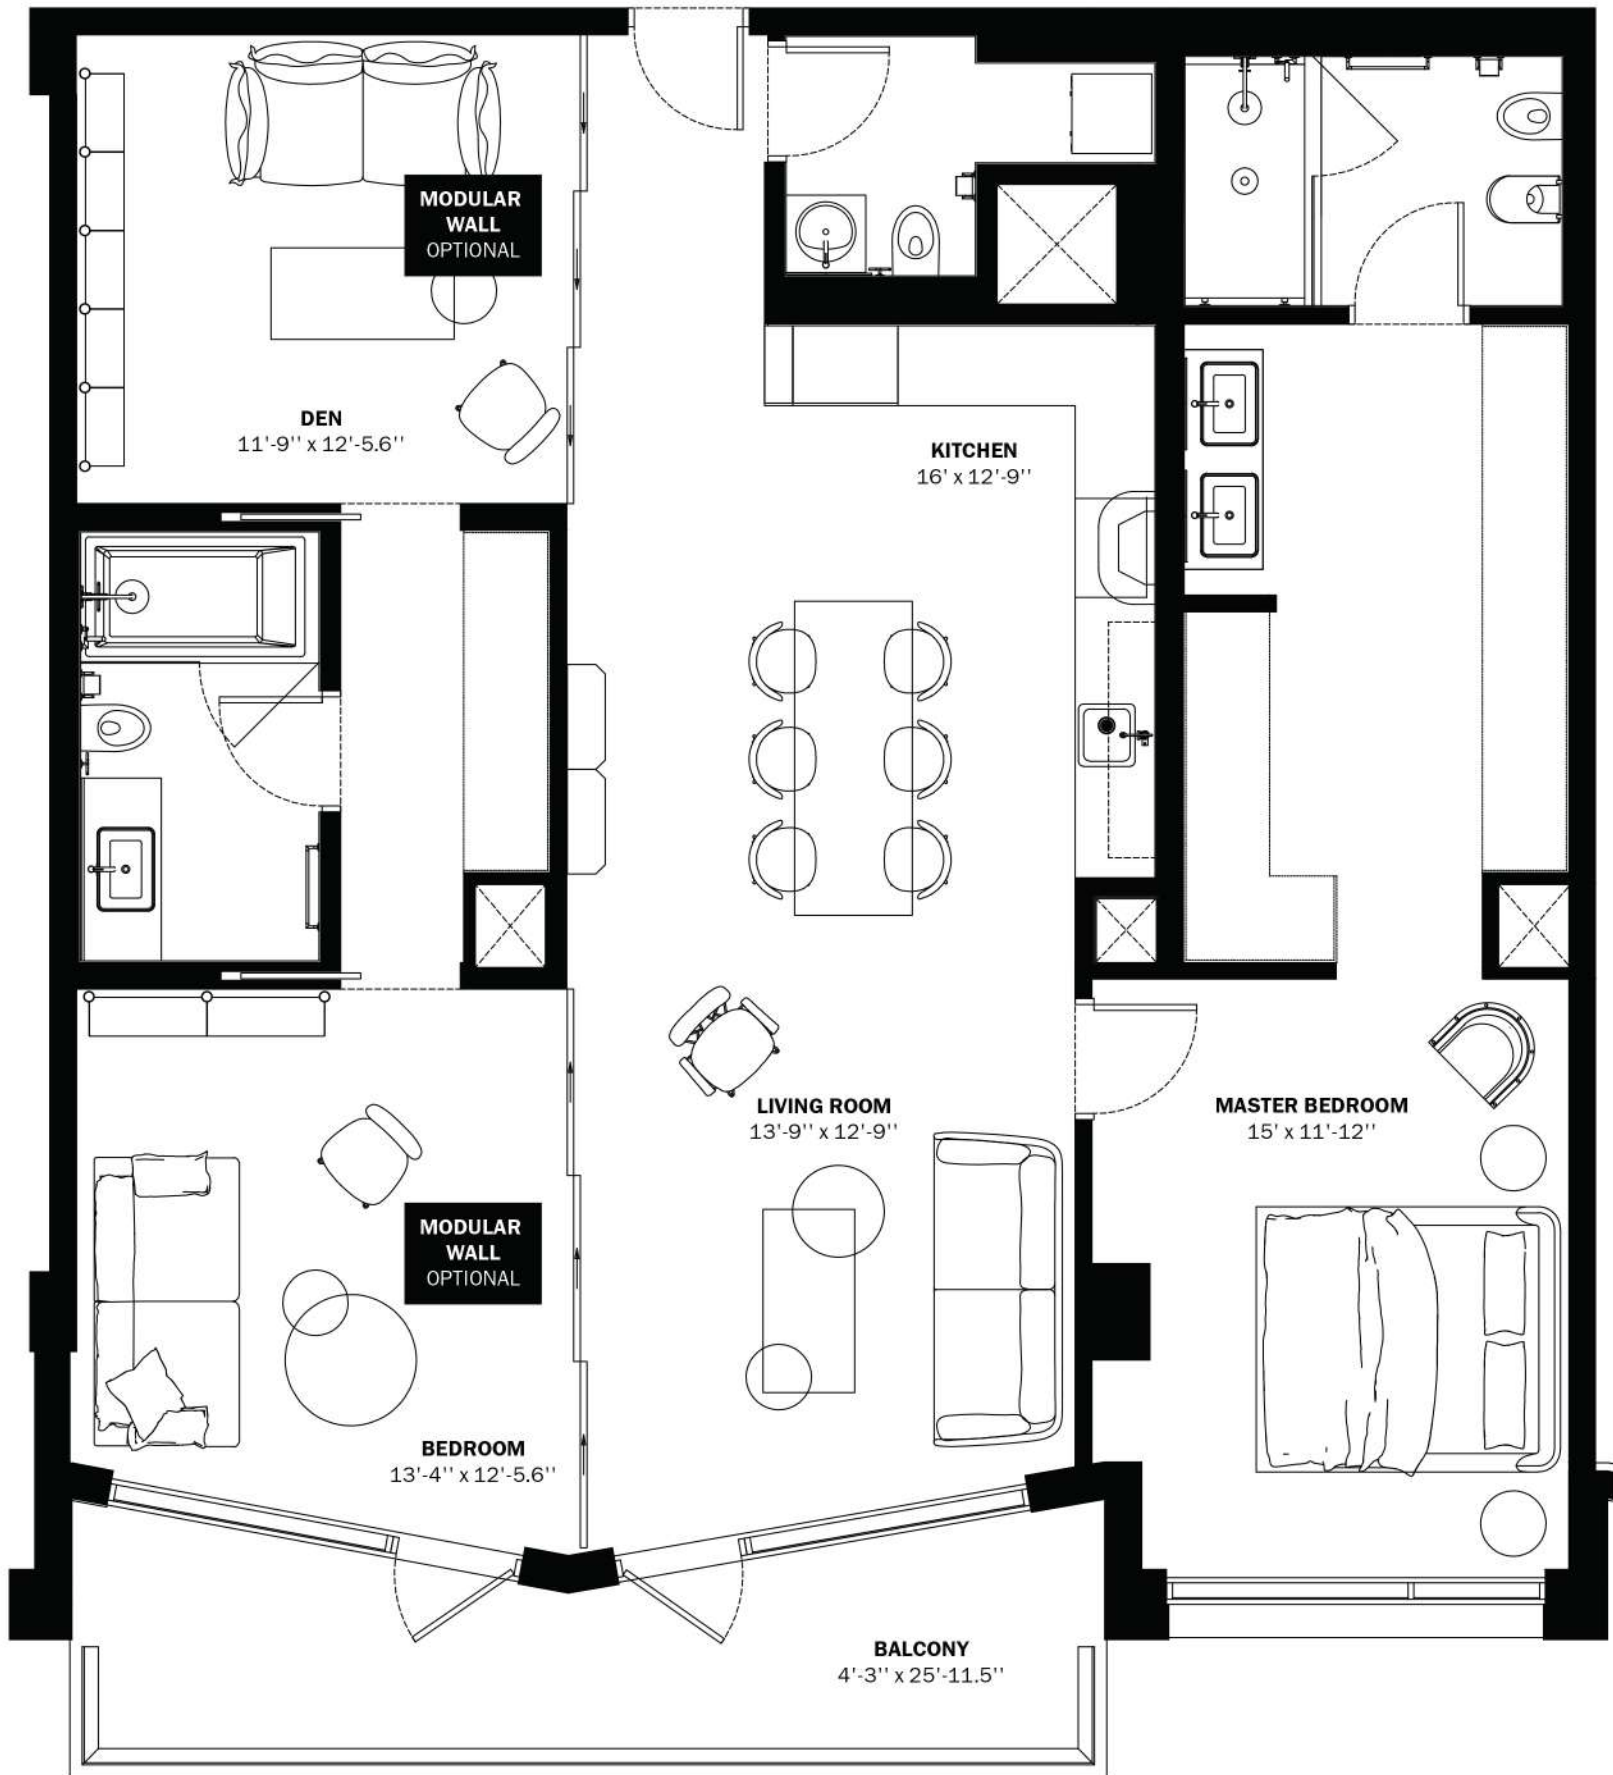 MODULAR
WALL
OPTIONAL
DEN
11'-9'' x 12'-5.6''
KITCHEN
16' x 12'-9''
LIVING ROOM
13'-9'' x 12'-9''
MASTER BEDROOM
15' x 11'-12''
MODULAR
WALL
OPTIONAL
BEDROOM
13'-4'' x 12'-5.6''
BALCONY
4'-3'' x 25'-11.5''